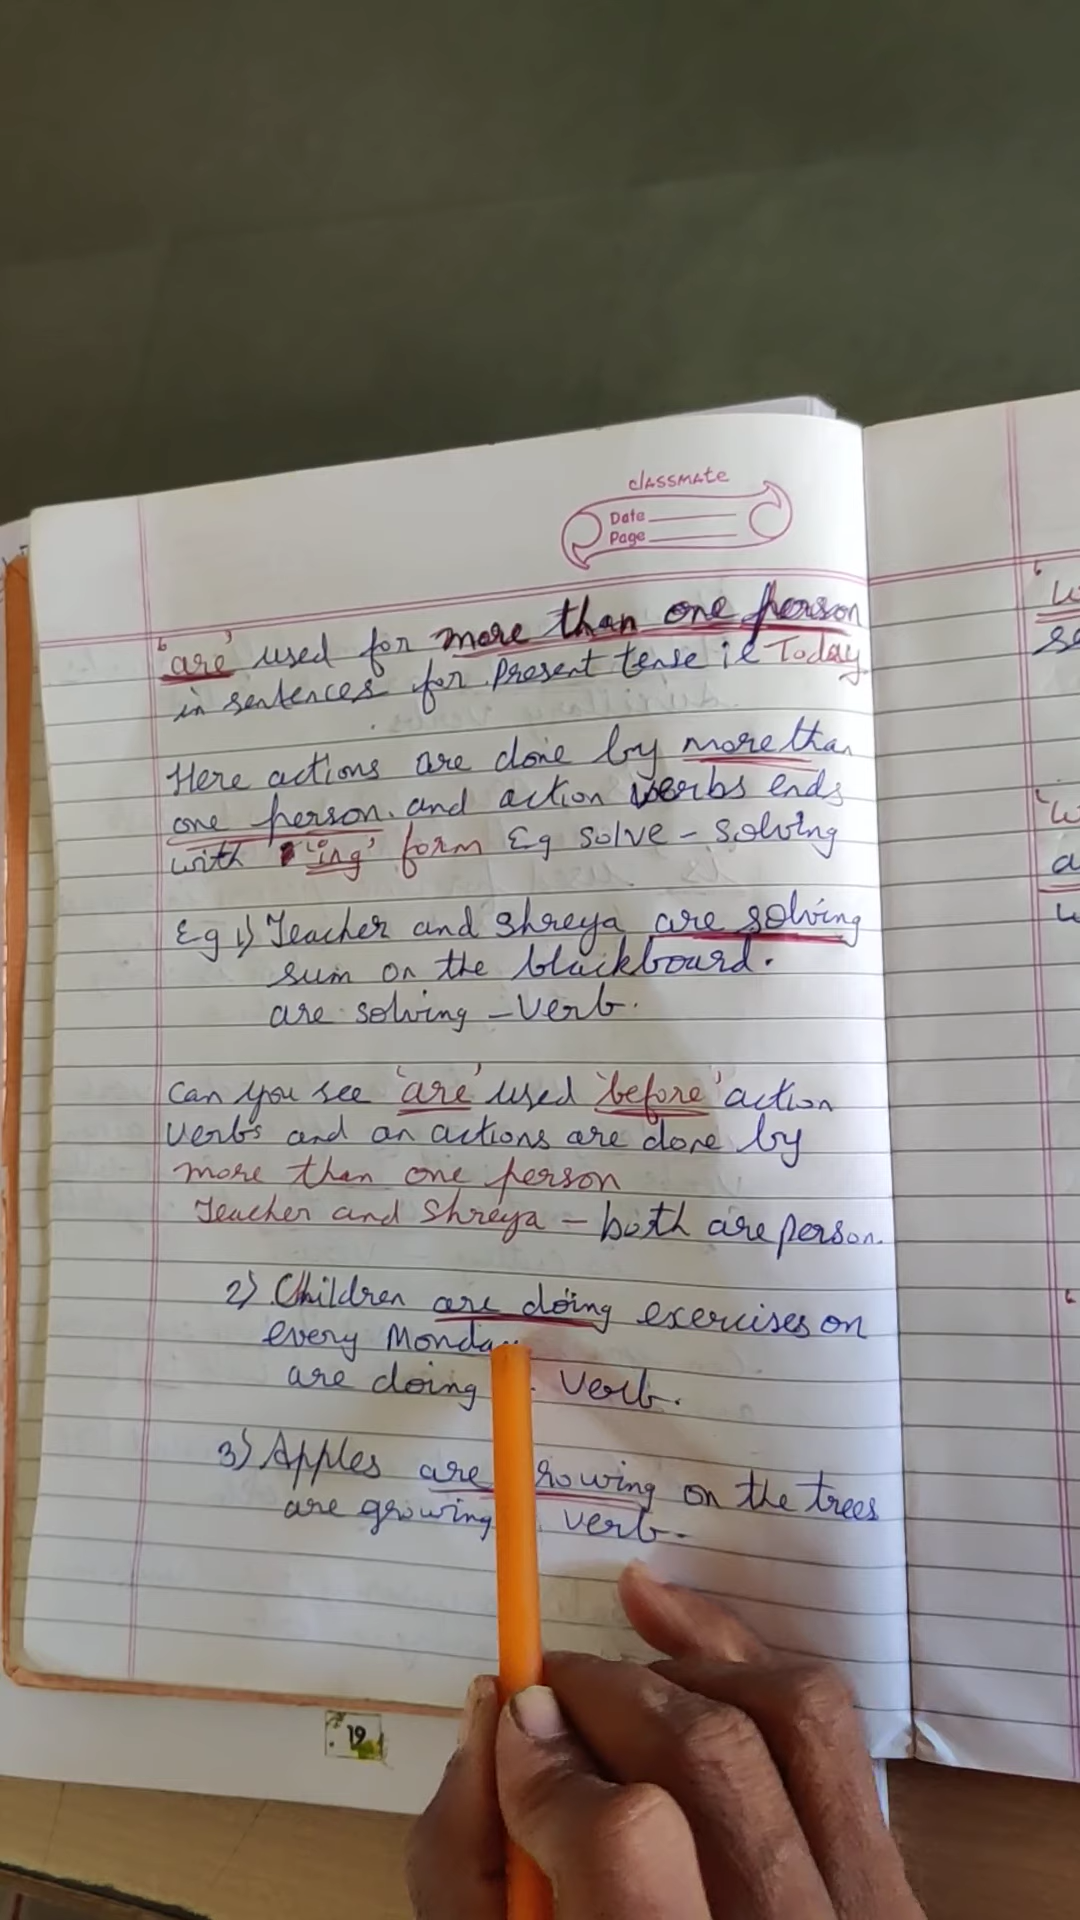 classmate
Date
Page
'are' used for more than one person
in sentences for present tense ie Today
Here actions are done by more than
one person. and action verbs ends
with 'ing' form Eg solve - solving
Eg 1) Teacher and Shreya are solving
sum on the blackboard.
are solving - verb.
Can you see 'are' used 'before' action
verbs and an actions are done by
more than one person
Teacher and Shreya - both are person.
2) Children are doing exercises on
every Monday
are doing - verb.
3) Apples are rowing on the trees
are growing verb.
19